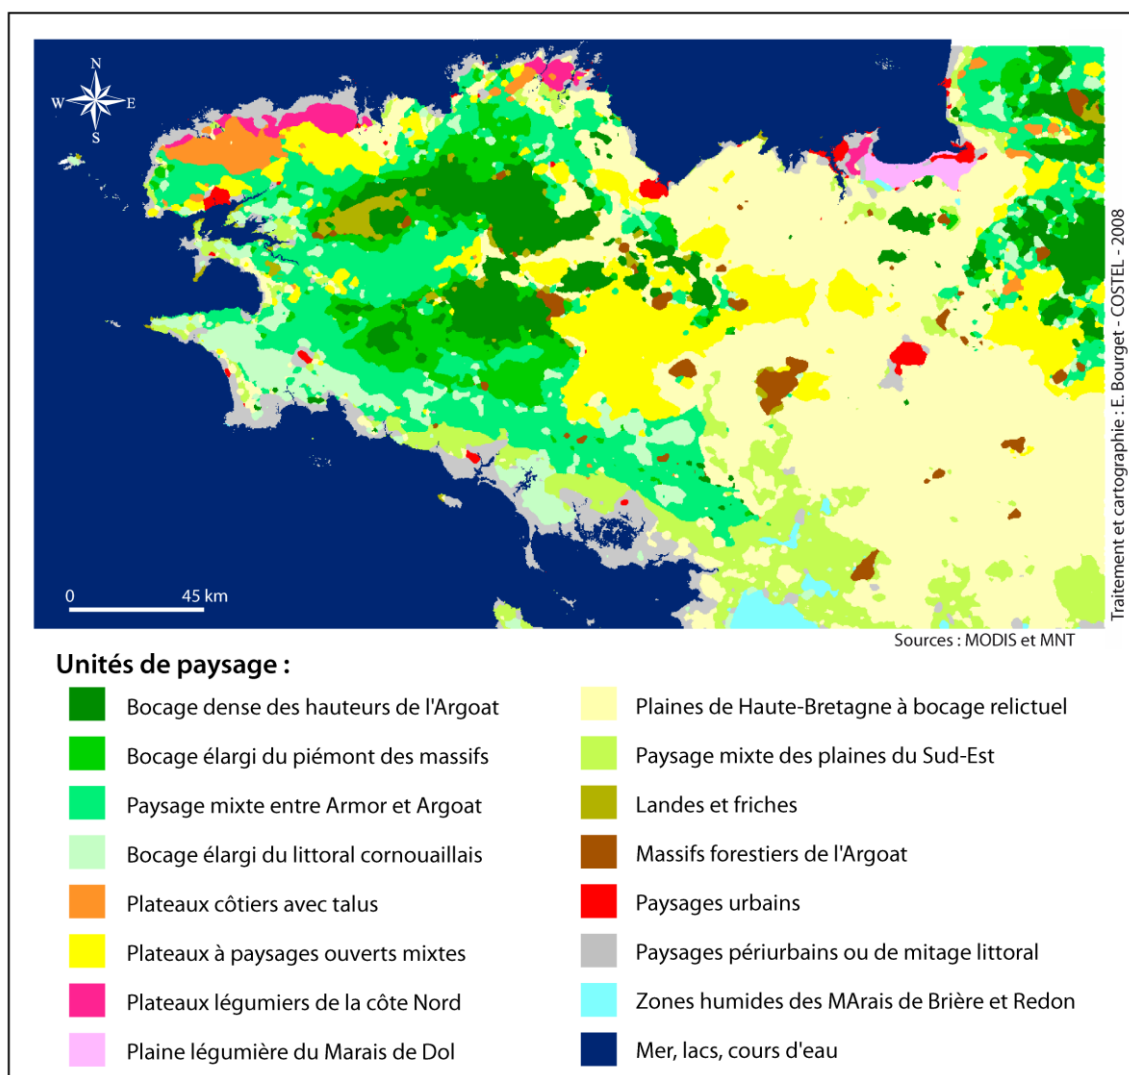 N
W E
S
0 45 km
Traitement et cartographie : E. Bourget - COSTEL - 2008
Sources : MODIS et MNT
Unités de paysage :
Bocage dense des hauteurs de l'Argoat
Bocage élargi du piémont des massifs
Paysage mixte entre Armor et Argoat
Bocage élargi du littoral cornouaillais
Plateaux côtiers avec talus
Plateaux à paysages ouverts mixtes
Plateaux légumiers de la côte Nord
Plaine légumière du Marais de Dol
Plaines de Haute-Bretagne à bocage relictuel
Paysage mixte des plaines du Sud-Est
Landes et friches
Massifs forestiers de l'Argoat
Paysages urbains
Paysages périurbains ou de mitage littoral
Zones humides des MArais de Brière et Redon
Mer, lacs, cours d'eau